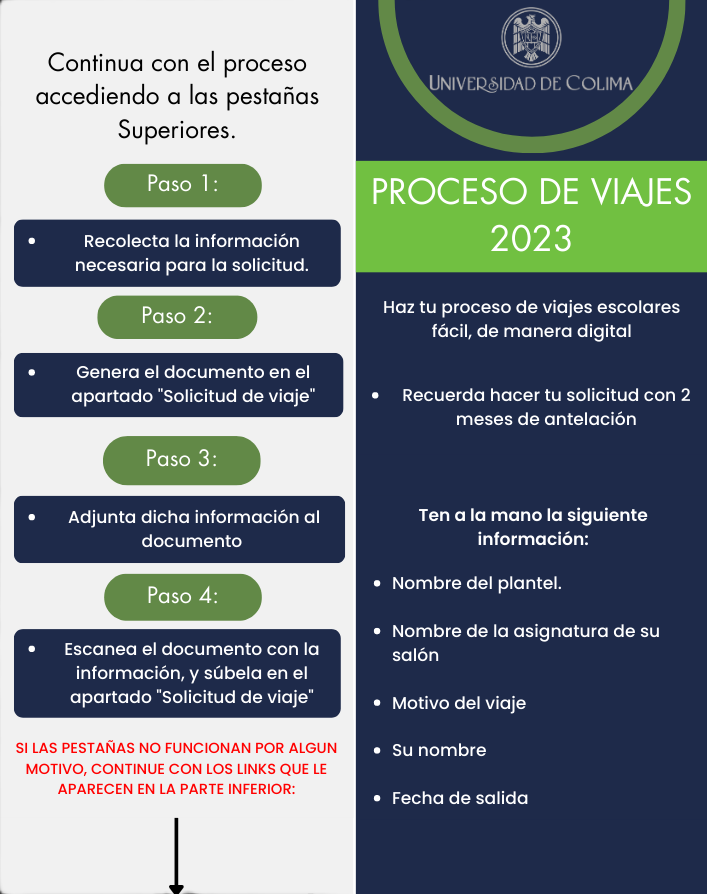 Continua con el proceso
accediendo a las pestañas
Superiores.
Paso 1:
• Recolecta la información
necesaria para la solicitud.
Paso 2:
• Genera el documento en el
apartado "Solicitud de viaje"
Paso 3:
• Adjunta dicha información al
documento
Paso 4:
• Escanea el documento con la
información, y súbela en el
apartado "Solicitud de viaje"
SI LAS PESTAÑAS NO FUNCIONAN POR ALGUN
MOTIVO, CONTINUE CON LOS LINKS QUE LE
APARECEN EN LA PARTE INFERIOR:
UNIVERSIDAD DE COLIMA
PROCESO DE VIAJES
2023
Haz tu proceso de viajes escolares
fácil, de manera digital
• Recuerda hacer tu solicitud con 2
meses de antelación
Ten a la mano la siguiente
información:
• Nombre del plantel.
• Nombre de la asignatura de su
salón
• Motivo del viaje
• Su nombre
• Fecha de salida